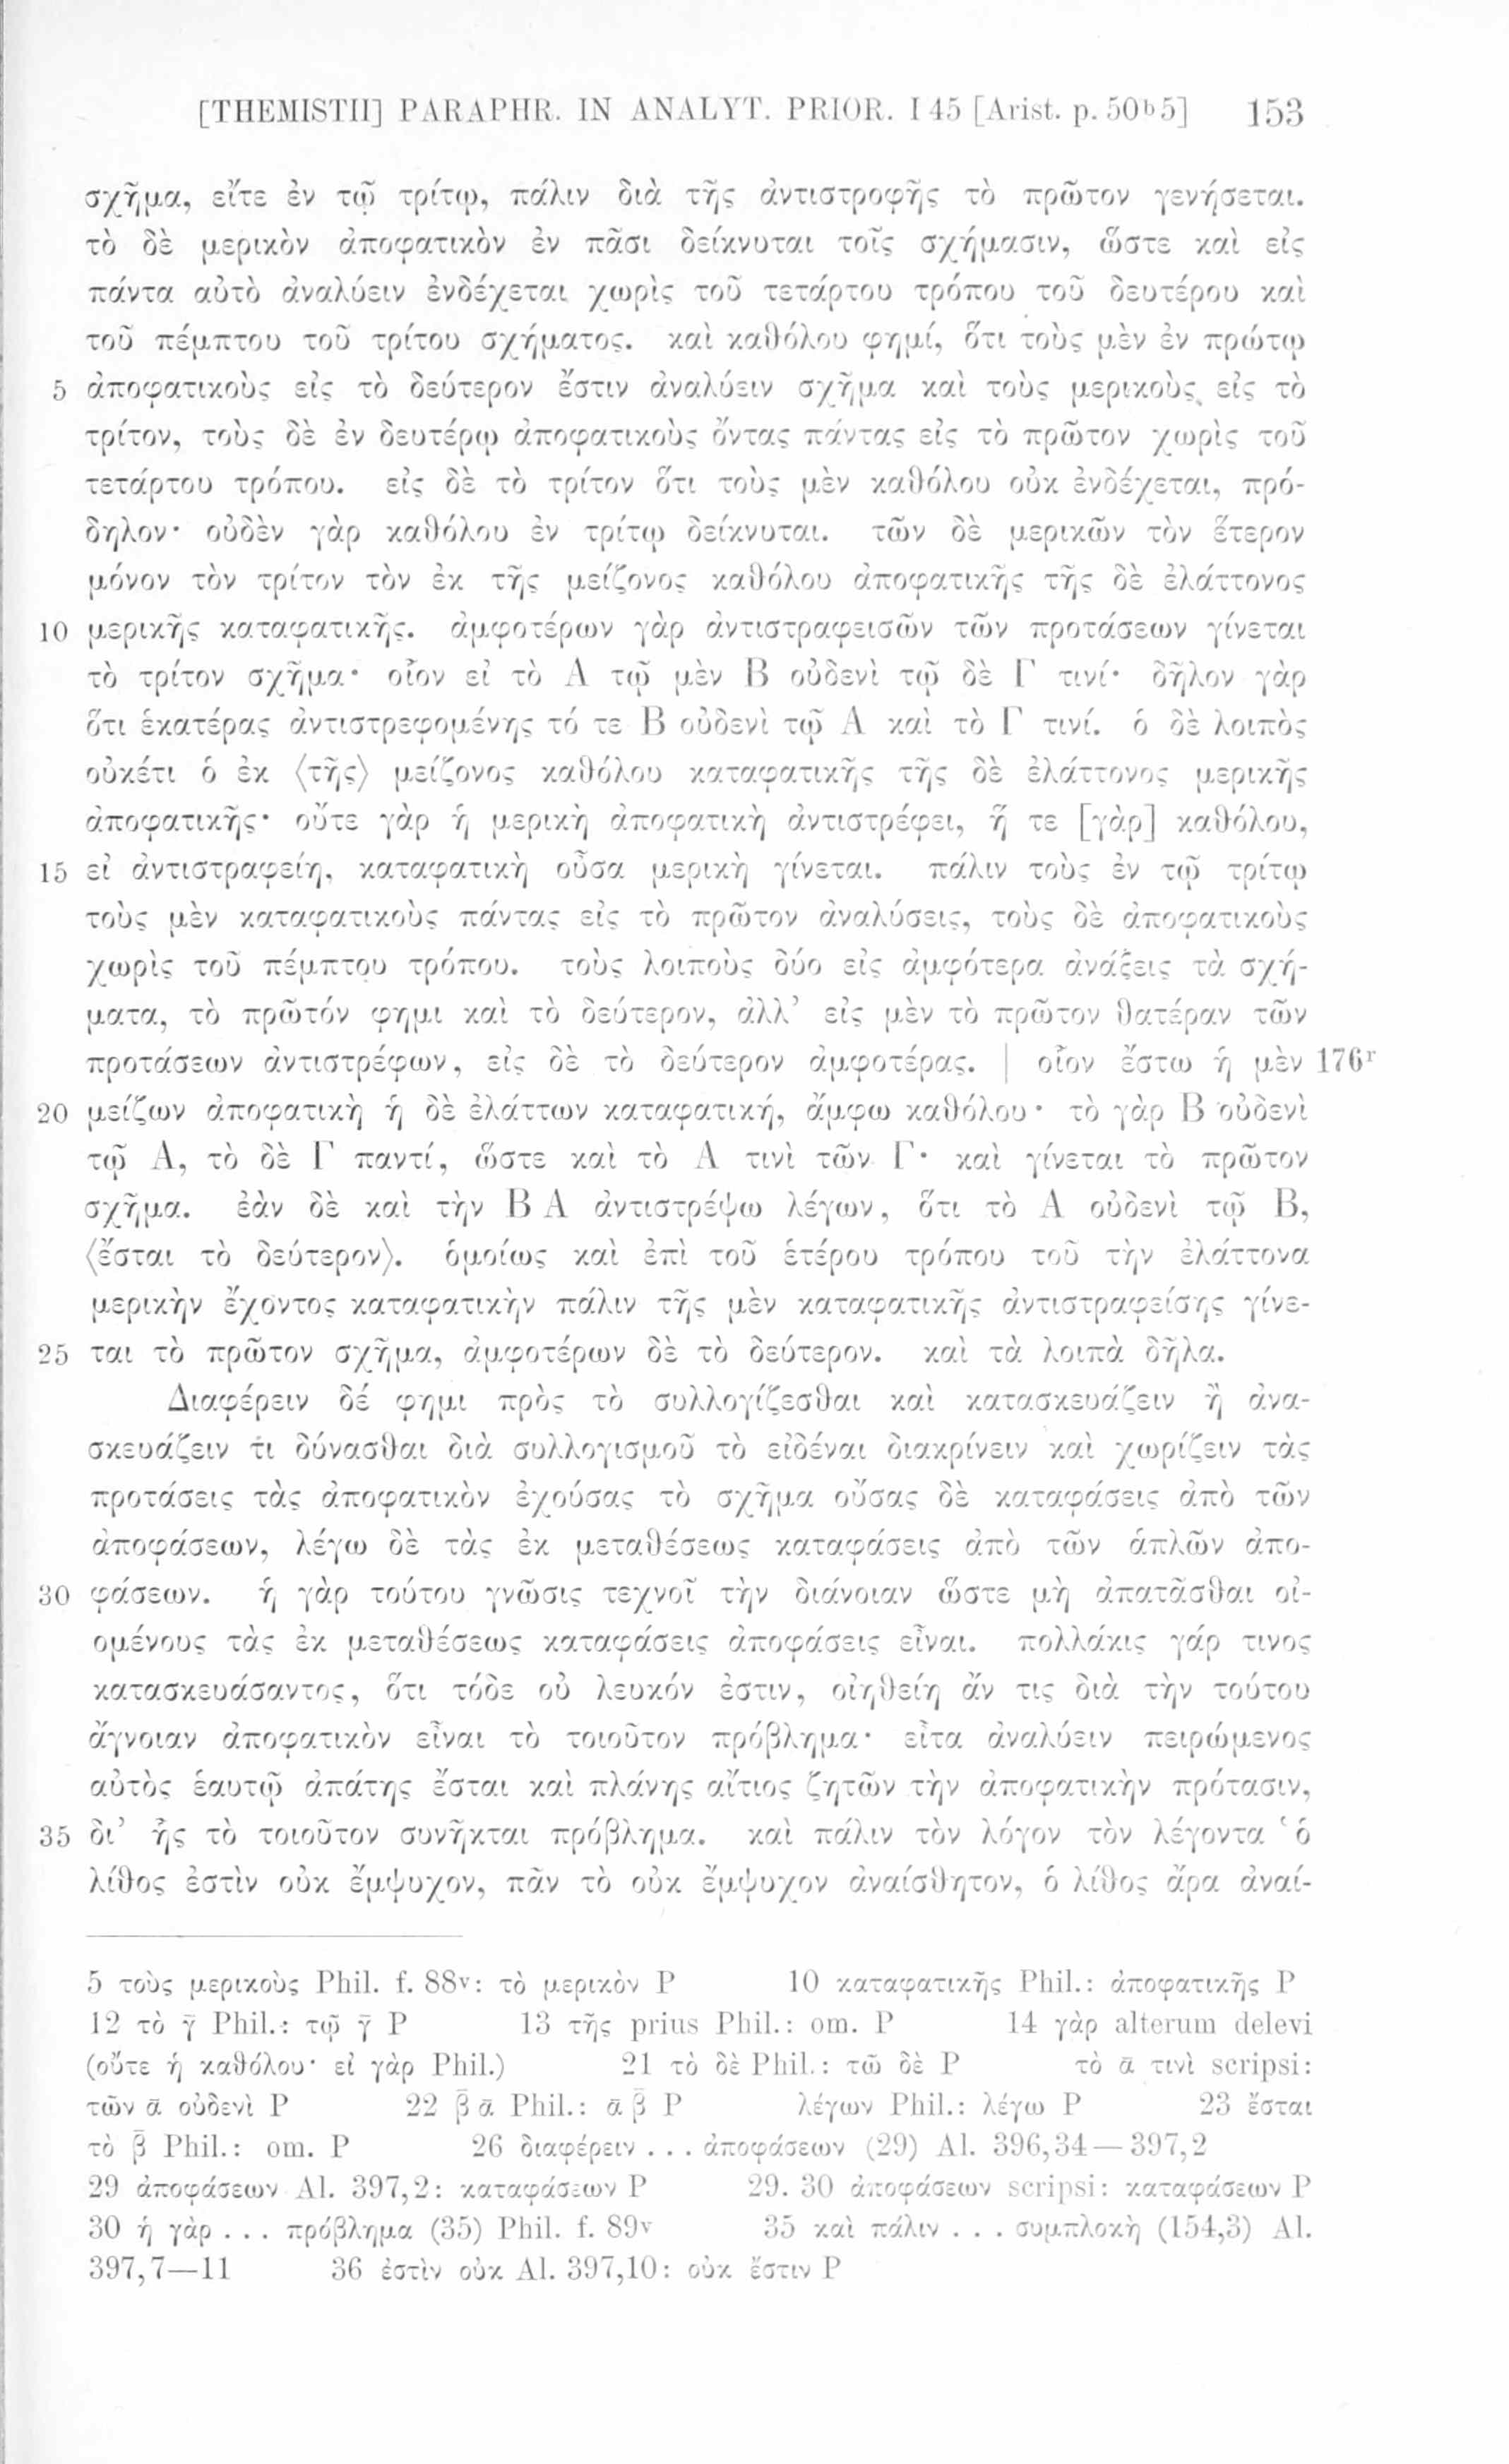 [THEMISTII] PARAPHR. IN ANALYT. PRIOR. I 45 [Arist. p. 50ᵇ5] 153
σχῆμα, εἴτε ἐν τῷ τρίτῳ, πάλιν διὰ τῆς ἀντιστροφῆς τὸ πρῶτον γενήσεται.
τὸ δὲ μερικὸν ἀποφατικὸν ἐν πᾶσι δείκνυται τοῖς σχήμασιν, ὥστε καὶ εἰς
πάντα αὐτὸ ἀναλύειν ἐνδέχεται χωρὶς τοῦ τετάρτου τρόπου τοῦ δευτέρου καὶ
τοῦ πέμπτου τοῦ τρίτου σχήματος. καὶ καθόλου φημί, ὅτι τοὺς μὲν ἐν πρώτῳ
5 ἀποφατικοὺς εἰς τὸ δεύτερον ἔστιν ἀναλύειν σχῆμα καὶ τοὺς μερικοὺς εἰς τὸ
τρίτον, τοὺς δὲ ἐν δευτέρῳ ἀποφατικοὺς ὄντας πάντας εἰς τὸ πρῶτον χωρὶς τοῦ
τετάρτου τρόπου. εἰς δὲ τὸ τρίτον ὅτι τοὺς μὲν καθόλου οὐκ ἐνδέχεται, πρό-
δηλον· οὐδὲν γὰρ καθόλου ἐν τρίτῳ δείκνυται. τῶν δὲ μερικῶν τὸν ἕτερον
μόνον τὸν τρίτον τὸν ἐκ τῆς μείζονος καθόλου ἀποφατικῆς τῆς δὲ ἐλάττονος
10 μερικῆς καταφατικῆς. ἀμφοτέρων γὰρ ἀντιστραφεισῶν τῶν προτάσεων γίνεται
τὸ τρίτον σχῆμα· οἷον εἰ τὸ Α τῷ μὲν Β οὐδενὶ τῷ δὲ Γ τινί· δῆλον γὰρ
ὅτι ἑκατέρας ἀντιστρεφομένης τό τε Β οὐδενὶ τῷ Α καὶ τὸ Γ τινί. ὁ δὲ λοιπὸς
οὐκέτι ὁ ἐκ ⟨τῆς⟩ μείζονος καθόλου καταφατικῆς τῆς δὲ ἐλάττονος μερικῆς
ἀποφατικῆς· οὔτε γὰρ ἡ μερικὴ ἀποφατικὴ ἀντιστρέφει, ἥ τε [γὰρ] καθόλου,
15 εἰ ἀντιστραφείη, καταφατικὴ οὖσα μερικὴ γίνεται. πάλιν τοὺς ἐν τῷ τρίτῳ
τοὺς μὲν καταφατικοὺς πάντας εἰς τὸ πρῶτον ἀναλύσεις, τοὺς δὲ ἀποφατικοὺς
χωρὶς τοῦ πέμπτου τρόπου. τοὺς λοιποὺς δύο εἰς ἀμφότερα ἀνάξεις τὰ σχή-
ματα, τὸ πρῶτόν φημι καὶ τὸ δεύτερον, ἀλλ’ εἰς μὲν τὸ πρῶτον θατέραν τῶν
προτάσεων ἀντιστρέφων, εἰς δὲ τὸ δεύτερον ἀμφοτέρας. | οἷον ἔστω ἡ μὲν 176ʳ
20 μείζων ἀποφατικὴ ἡ δὲ ἐλάττων καταφατική, ἄμφω καθόλου· τὸ γὰρ Β οὐδενὶ
τῷ Α, τὸ δὲ Γ παντί, ὥστε καὶ τὸ Α τινὶ τῶν Γ· καὶ γίνεται τὸ πρῶτον
σχῆμα. ἐὰν δὲ καὶ τὴν Β Α ἀντιστρέψω λέγων, ὅτι τὸ Α οὐδενὶ τῷ Β,
⟨ἔσται τὸ δεύτερον⟩. ὁμοίως καὶ ἐπὶ τοῦ ἑτέρου τρόπου τοῦ τὴν ἐλάττονα
μερικὴν ἔχοντος καταφατικὴν πάλιν τῆς μὲν καταφατικῆς ἀντιστραφείσης γίνε-
25 ται τὸ πρῶτον σχῆμα, ἀμφοτέρων δὲ τὸ δεύτερον. καὶ τὰ λοιπὰ δῆλα.
Διαφέρειν δέ φημι πρὸς τὸ συλλογίζεσθαι καὶ κατασκευάζειν ἢ ἀνα-
σκευάζειν τι δύνασθαι διὰ συλλογισμοῦ τὸ εἰδέναι διακρίνειν καὶ χωρίζειν τὰς
προτάσεις τὰς ἀποφατικὸν ἐχούσας τὸ σχῆμα οὔσας δὲ καταφάσεις ἀπὸ τῶν
ἀποφάσεων, λέγω δὲ τὰς ἐκ μεταθέσεως καταφάσεις ἀπὸ τῶν ἁπλῶν ἀπο-
30 φάσεων. ἡ γὰρ τούτου γνῶσις τεχνοῖ τὴν διάνοιαν ὥστε μὴ ἀπατᾶσθαι οἰ-
ομένους τὰς ἐκ μεταθέσεως καταφάσεις ἀποφάσεις εἶναι. πολλάκις γάρ τινος
κατασκευάσαντος, ὅτι τόδε οὐ λευκόν ἐστιν, οἰηθείη ἄν τις διὰ τὴν τούτου
ἄγνοιαν ἀποφατικὸν εἶναι τὸ τοιοῦτον πρόβλημα· εἶτα ἀναλύειν πειρώμενος
αὐτὸς ἑαυτῷ ἀπάτης ἔσται καὶ πλάνης αἴτιος ζητῶν τὴν ἀποφατικὴν πρότασιν,
35 δι’ ἧς τὸ τοιοῦτον συνῆκται πρόβλημα. καὶ πάλιν τὸν λόγον τὸν λέγοντα ‘ὁ
λίθος ἐστὶν οὐκ ἔμψυχον, πᾶν τὸ οὐκ ἔμψυχον ἀναίσθητον, ὁ λίθος ἄρα ἀναί-
5 τοὺς μερικοὺς Phil. f. 88ᵛ: τὸ μερικὸν P 10 καταφατικῆς Phil.: ἀποφατικῆς P
12 τὸ γ̄ Phil.: τῷ γ̄ P 13 τῆς prius Phil.: om. P 14 γὰρ alterum delevi
(οὔτε ἡ καθόλου· εἰ γὰρ Phil.) 21 τὸ δὲ Phil.: τῶ δὲ P τὸ ᾱ τινὶ scripsi:
τῶν ᾱ οὐδενὶ P 22 β̄ ᾱ Phil.: ᾱ β̄ P λέγων Phil.: λέγω P 23 ἔσται
τὸ β̄ Phil.: om. P 26 διαφέρειν . . . ἀποφάσεων (29) Al. 396,34—397,2
29 ἀποφάσεων Al. 397,2: καταφάσεων P 29. 30 ἀποφάσεων scripsi: καταφάσεων P
30 ἡ γὰρ . . . πρόβλημα (35) Phil. f. 89ᵛ 35 καὶ πάλιν . . . συμπλοκὴ (154,3) Al.
397,7—11 36 ἐστὶν οὐκ Al. 397,10: οὐκ ἔστιν P